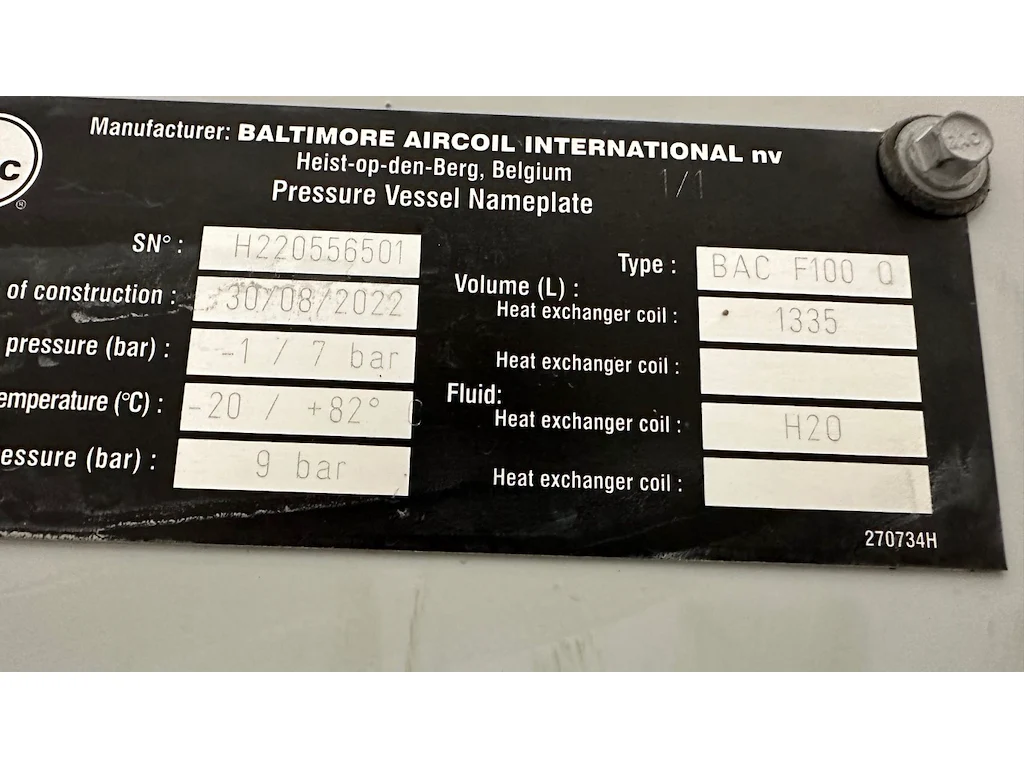 Manufacturer: BALTIMORE AIRCOIL INTERNATIONAL nv
Heist-op-den-Berg, Belgium
1/1
Pressure Vessel Nameplate
C
®
SN° : H220556501
of construction : 30/08/2022
pressure (bar) : -1 / 7 bar
emperature (°C) : -20 / +82° C
essure (bar) : 9 bar
Type : BAC F100 Q
Volume (L) :
Heat exchanger coil : 1335
Heat exchanger coil :
Fluid:
Heat exchanger coil : H20
Heat exchanger coil :
270734H